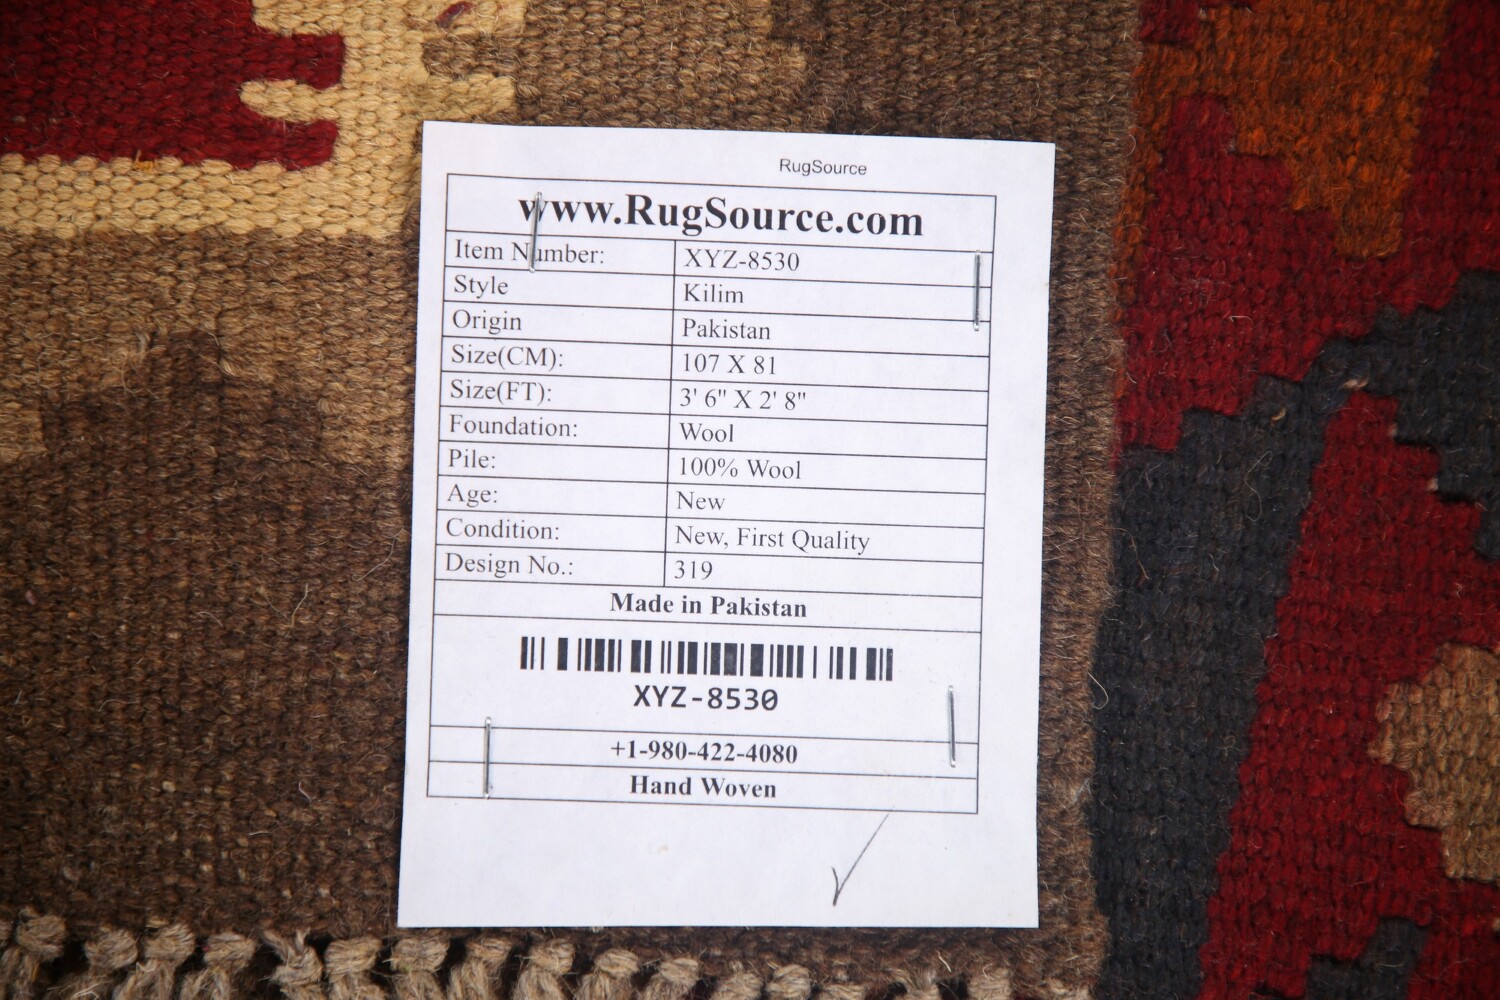 RugSource
www.RugSource.com
Item Number: XYZ-8530
Style Kilim
Origin Pakistan
Size(CM): 107 X 81
Size(FT): 3' 6" X 2' 8"
Foundation: Wool
Pile: 100% Wool
Age: New
Condition: New, First Quality
Design No.: 319
Made in Pakistan
XYZ-8530
+1-980-422-4080
Hand Woven